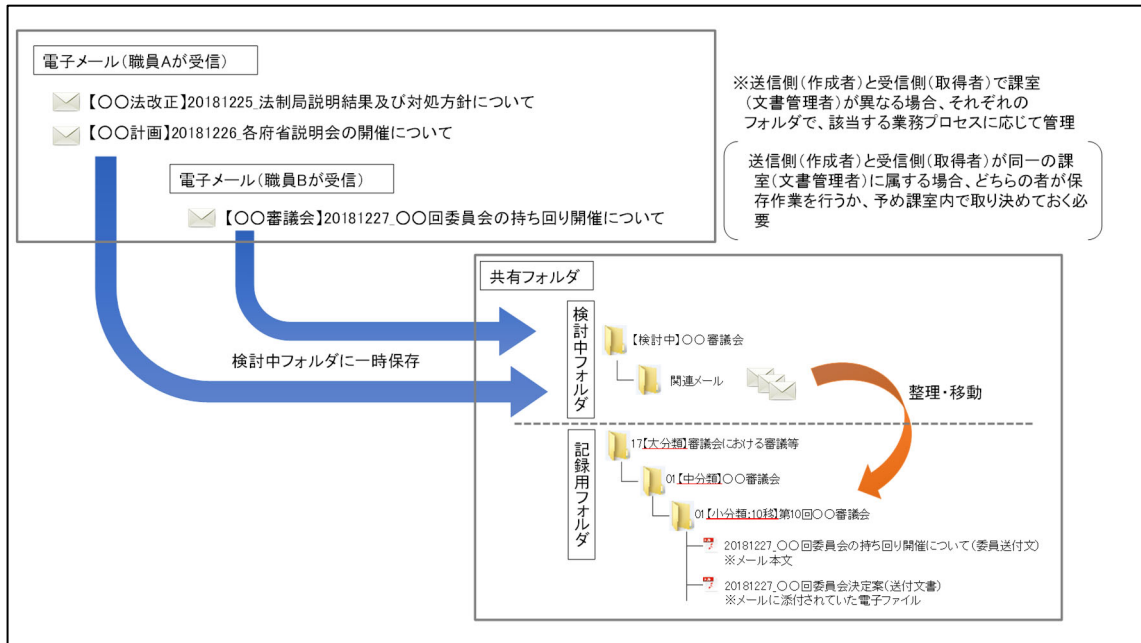 電子メール(職員Aが受信)
【〇〇法改正】20181225_法制局説明結果及び対処方針について
【〇〇計画】20181226_各府省説明会の開催について
電子メール(職員Bが受信)
【〇〇審議会】20181227_〇〇回委員会の持ち回り開催について
※送信側(作成者)と受信側(取得者)で課室
(文書管理者)が異なる場合、それぞれの
フォルダで、該当する業務プロセスに応じて管理
送信側(作成者)と受信側(取得者)が同一の課
室(文書管理者)に属する場合、どちらの者が保
存作業を行うか、予め課室内で取り決めておく必
要
検討中フォルダに一時保存
共有フォルダ
検討中フォルダ
【検討中】〇〇審議会
関連メール
整理・移動
記録用フォルダ
17【大分類】審議会における審議等
01【中分類】〇〇審議会
01【小分類:10移】第10回〇〇審議会
20181227_〇〇回委員会の持ち回り開催について(委員送付文)
※メール本文
20181227_〇〇回委員会決定案(送付文書)
※メールに添付されていた電子ファイル